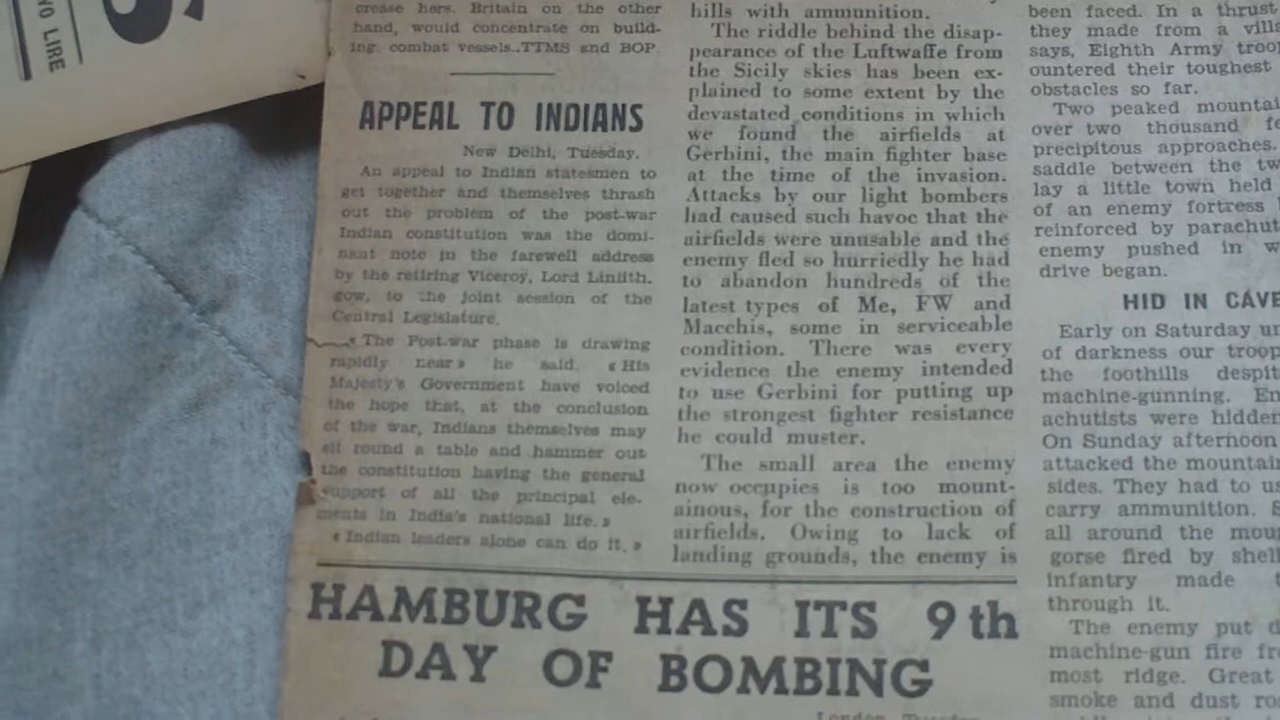 WO LIRE
crease hers. Britain on the other
hand, would concentrate on build-
ing. combat vessels..TTMS and BOP.
APPEAL TO INDIANS
New Delhi, Tuesday.
An appeal to Indian statesmen to
get together and themselves thrash
out the problem of the post-war
Indian constitution was the domi-
nant note in the farewell address
by the retiring Viceroy, Lord Linlith.
gow, to the joint session of the
Central Legislature.
« The Post-war phase is drawing
rapidly near » he said. « His
Majesty's Government have voiced
the hope that, at the conclusion
of the war, Indians themselves may
sit round a table and hammer out
the constitution having the general
support of all the principal ele-
ments in India's national life. »
« Indian leaders alone can do it. »
hills with ammunition.
The riddle behind the disap-
pearance of the Luftwaffe from
the Sicily skies has been ex-
plained to some extent by the
devastated conditions in which
we found the airfields at
Gerbini, the main fighter base
at the time of the invasion.
Attacks by our light bombers
had caused such havoc that the
airfields were unusable and the
enemy fled so hurriedly he had
to abandon hundreds of the
latest types of Me, FW and
Macchis, some in serviceable
condition. There was every
evidence the enemy intended
to use Gerbini for putting up
the strongest fighter resistance
he could muster.
The small area the enemy
now occupies is too mount-
ainous, for the construction of
airfields. Owing to lack of
landing grounds, the enemy is
HAMBURG HAS ITS 9th
DAY OF BOMBING
London Tuesday
been faced. In a thrust
they made from a vill
says, Eighth Army troo
ountered their toughest
obstacles so far.
Two peaked mountai
over two thousand fe
precipitous approaches.
saddle between the tw
lay a little town held
of an enemy fortress
reinforced by parachut
enemy pushed in w
drive began.
HID IN CAVE
Early on Saturday un
of darkness our troop
the foothills despit
machine-gunning. En
achutists were hidden
On Sunday afternoon
attacked the mountain
sides. They had to us
carry ammunition. S
all around the mou
gorse fired by shel
infantry made t
through it.
The enemy put d
machine-gun fire fr
most ridge. Great
smoke and dust ro